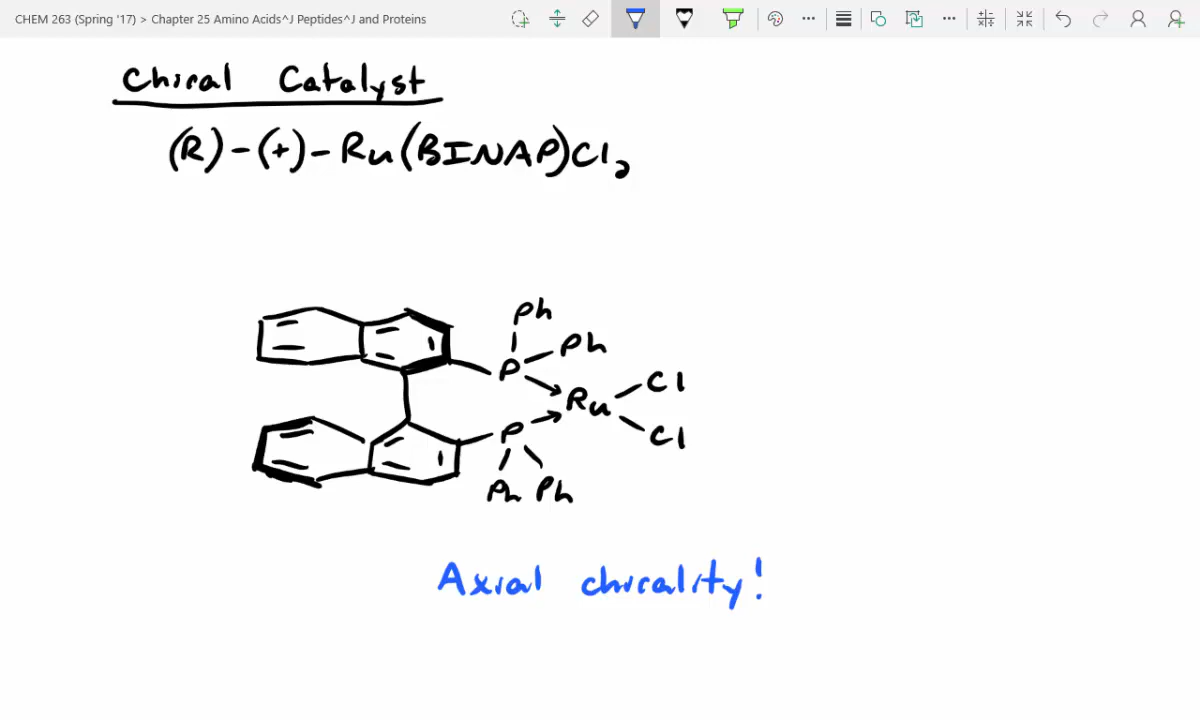 CHEM 263 (Spring '17) > Chapter 25 Amino Acids^J Peptides^J and Proteins
Chiral Catalyst
(R)-(+)-Ru(BINAP)Cl₂
Ph
Ph
P
Cl
Ru
P
Cl
Ph Ph
Axial chirality!